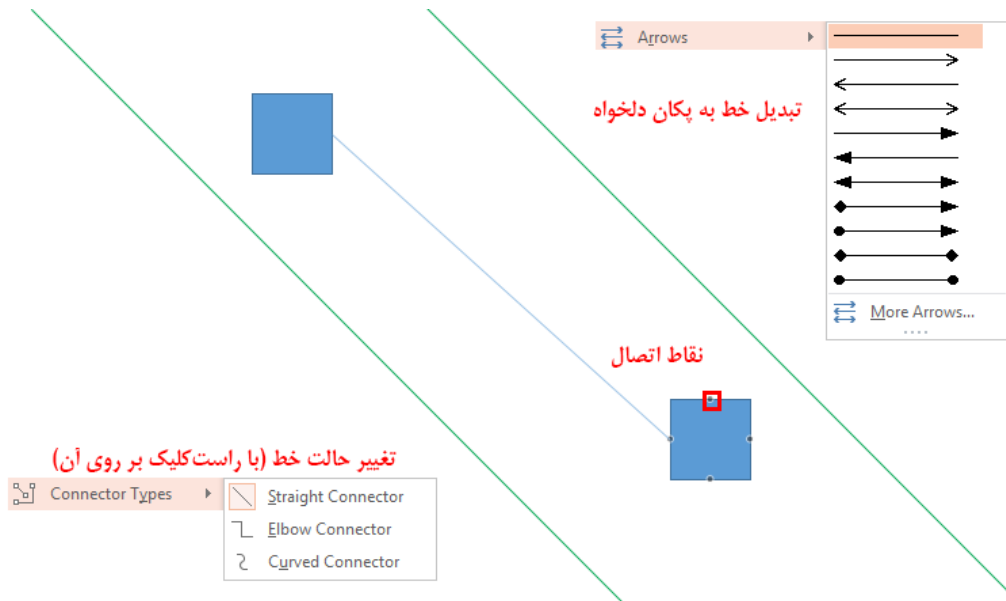 Arrows
تبدیل خط به پکان دلخواه
More Arrows...
نقاط اتصال
تغییر حالت خط (با راست‌کلیک بر روی آن)
Connector Types
Straight Connector
Elbow Connector
Curved Connector